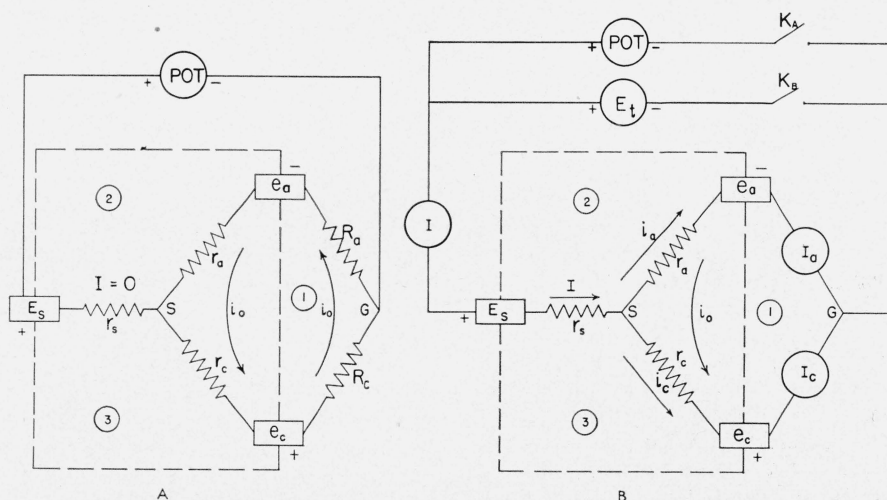 + POT −
2
−
e_a
R_a
r_a
I = O
i_o
1
i_o
S
G
E_s
+
r_s
r_c
R_c
3
e_c
+
A
+ POT − K_A
+ E_t − K_B
2
−
e_a
i_a
r_a
I_a
I
I
S
i_o
1
G
E_s
+
r_s
r_c
i_c
I_c
3
e_c
+
B